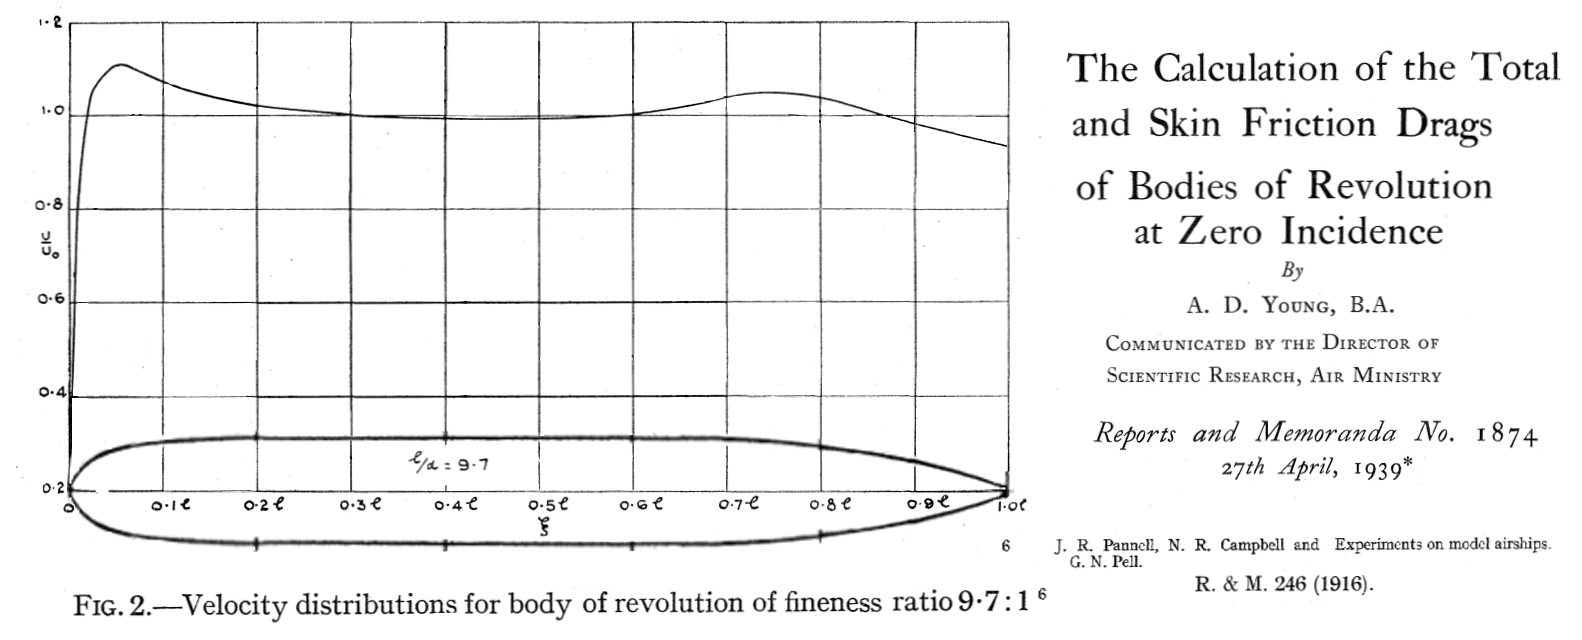 1·2
1·0
0·8
u
u₀
0·6
0·4
0·2
l/d = 9·7
0
0·1l
0·2l
0·3l
0·4l
0·5l
0·6l
0·7l
0·8l
0·9l
1·0l
ξ
FIG. 2.—Velocity distributions for body of revolution of fineness ratio 9·7 : 1 ⁶
The Calculation of the Total
and Skin Friction Drags
of Bodies of Revolution
at Zero Incidence
By
A. D. YOUNG, B.A.
COMMUNICATED BY THE DIRECTOR OF
SCIENTIFIC RESEARCH, AIR MINISTRY
Reports and Memoranda No. 1874
27th April, 1939*
6 J. R. Pannell, N. R. Campbell and Experiments on model airships.
G. N. Pell.
R. & M. 246 (1916).